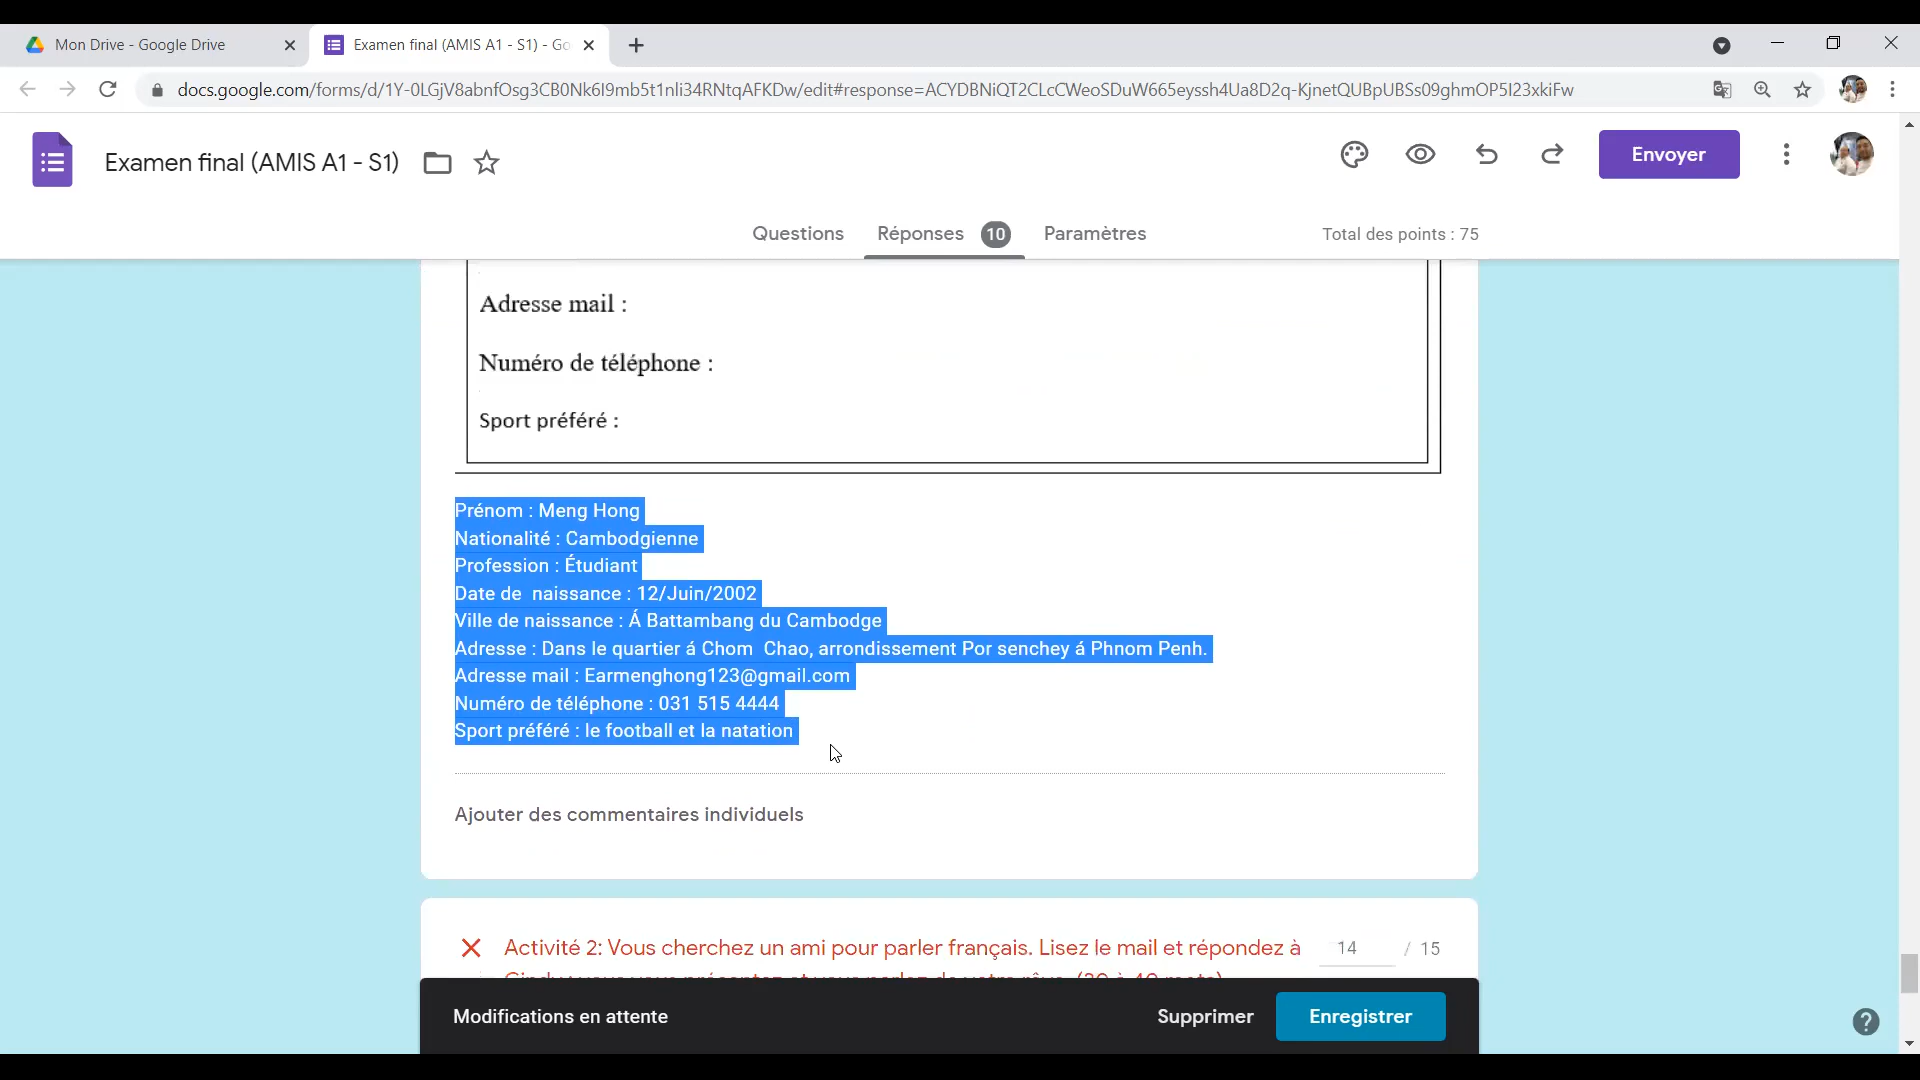 Mon Drive - Google Drive
Examen final (AMIS A1 - S1) - Go
docs.google.com/forms/d/1Y-0LGjV8abnfOsg3CB0Nk6I9mb5t1nli34RNtqAFKDw/edit#response=ACYDBNiQT2CLcCWeoSDuW665eyssh4Ua8D2q-KjnetQUBpUBSs09ghmOP5I23xkiFw
Examen final (AMIS A1 - S1)
Envoyer
Questions Réponses 10 Paramètres Total des points : 75
Adresse mail :
Numéro de téléphone :
Sport préféré :
Prénom : Meng Hong
Nationalité : Cambodgienne
Profession : Étudiant
Date de  naissance : 12/Juin/2002
Ville de naissance : Á Battambang du Cambodge
Adresse : Dans le quartier á Chom  Chao, arrondissement Por senchey á Phnom Penh.
Adresse mail : Earmenghong123@gmail.com
Numéro de téléphone : 031 515 4444
Sport préféré : le football et la natation
Ajouter des commentaires individuels
Activité 2: Vous cherchez un ami pour parler français. Lisez le mail et répondez à 14 / 15
Modifications en attente Supprimer Enregistrer